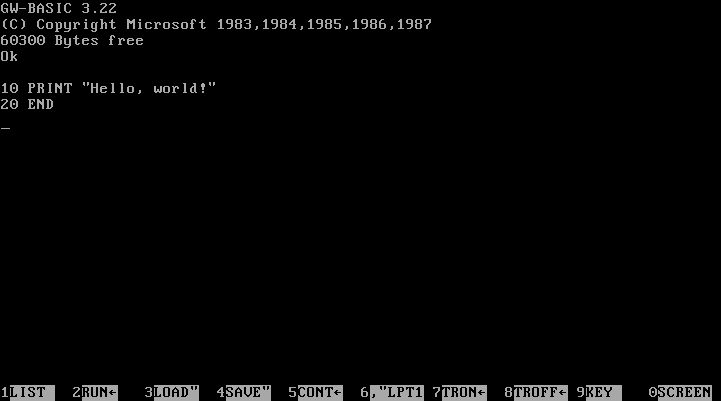 GW-BASIC 3.22
(C) Copyright Microsoft 1983,1984,1985,1986,1987
60300 Bytes free
Ok
10 PRINT "Hello, world!"
20 END
_
1LIST 2RUN← 3LOAD" 4SAVE" 5CONT← 6,"LPT1 7TRON← 8TROFF← 9KEY 0SCREEN